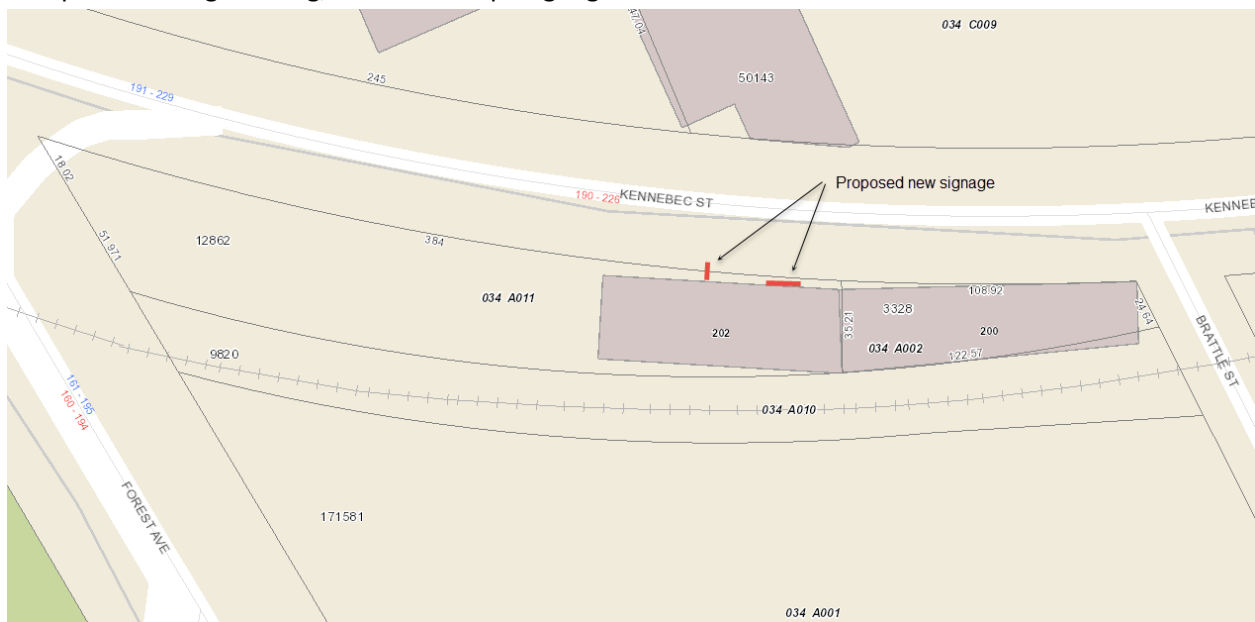 034 C009
47.04
50143
245
191 - 229
18 02
KENNEBEC ST
190 - 226
Proposed new signage
KENNEB
12862
384
51.971
034 A011
108.92
3328
24 64
202
35.21
200
034 A002
122.57
BRATTLE ST
9820
161 - 195
160 - 194
034 A010
FOREST AVE
171581
034 A001